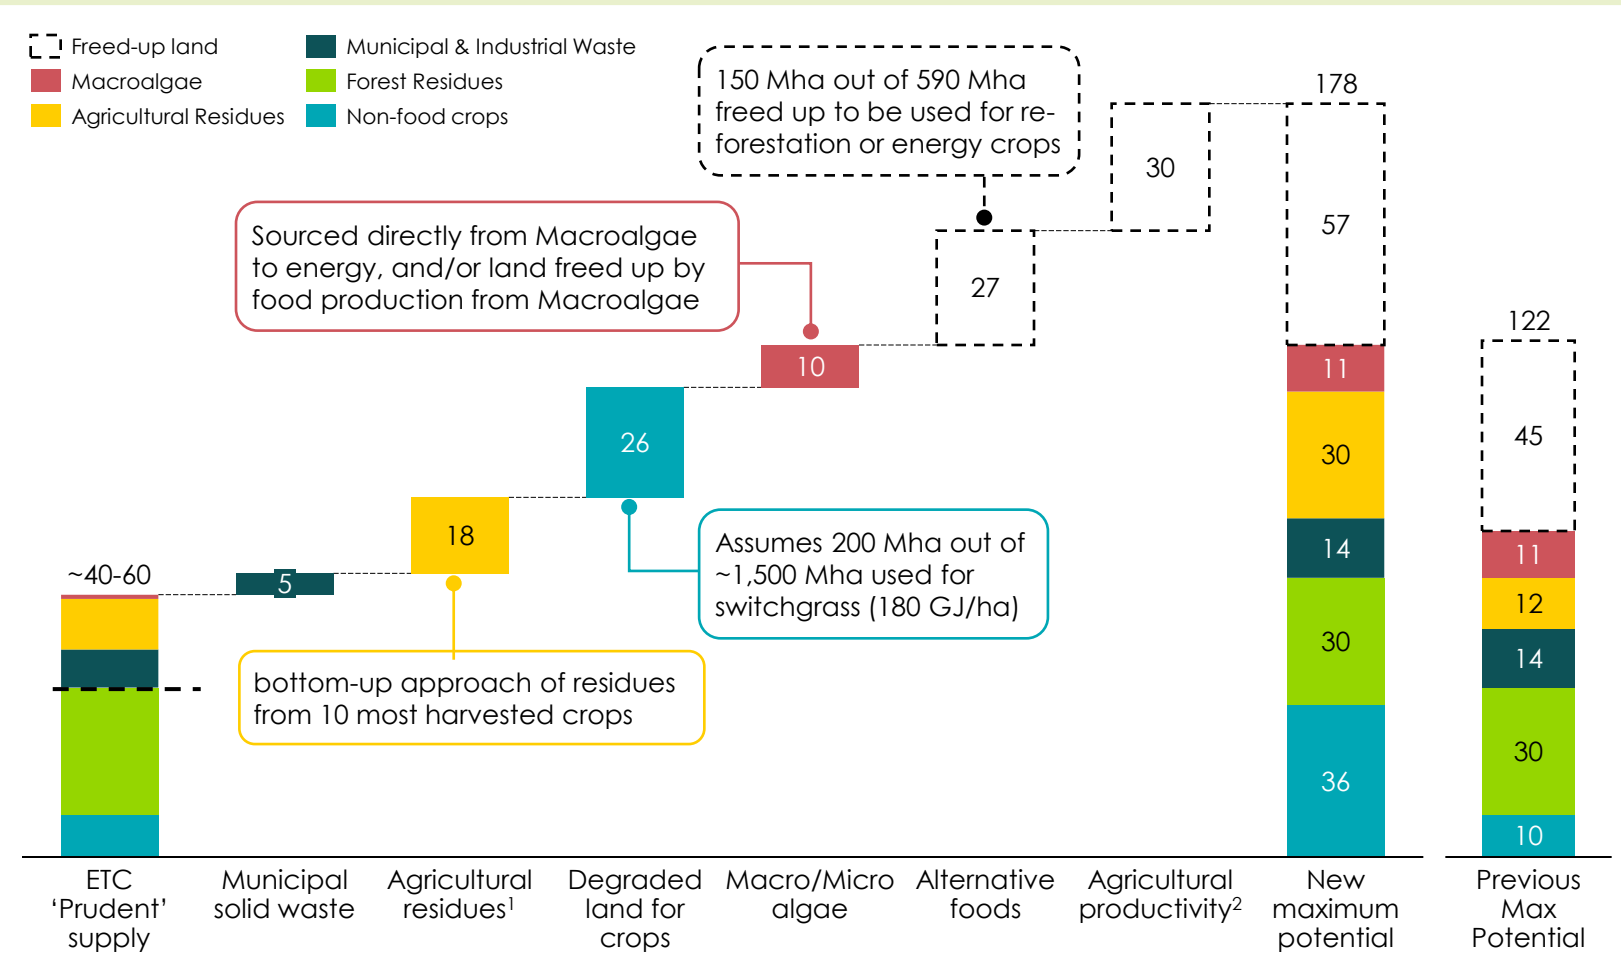 Freed-up land
Macroalgae
Agricultural Residues
Municipal & Industrial Waste
Forest Residues
Non-food crops
150 Mha out of 590 Mha
freed up to be used for re-
forestation or energy crops
Sourced directly from Macroalgae
to energy, and/or land freed up by
food production from Macroalgae
Assumes 200 Mha out of
~1,500 Mha used for
switchgrass (180 GJ/ha)
bottom-up approach of residues
from 10 most harvested crops
~40-60
5
18
26
10
27
30
178
57
11
30
14
30
36
122
45
11
12
14
30
10
ETC
‘Prudent’
supply
Municipal
solid waste
Agricultural
residues¹
Degraded
land for
crops
Macro/Micro
algae
Alternative
foods
Agricultural
productivity²
New
maximum
potential
Previous
Max
Potential